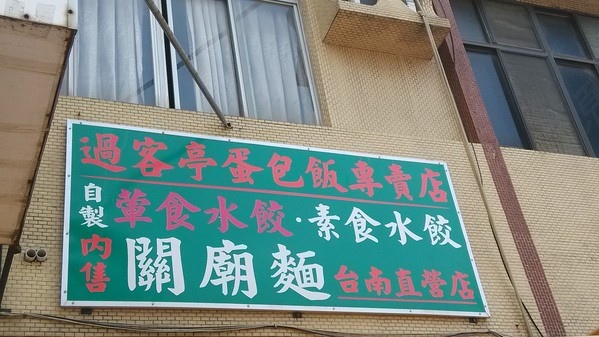 過客亭蛋包飯專賣店
自製 葷食水餃·素食水餃
內售 關廟麵 台南直營店